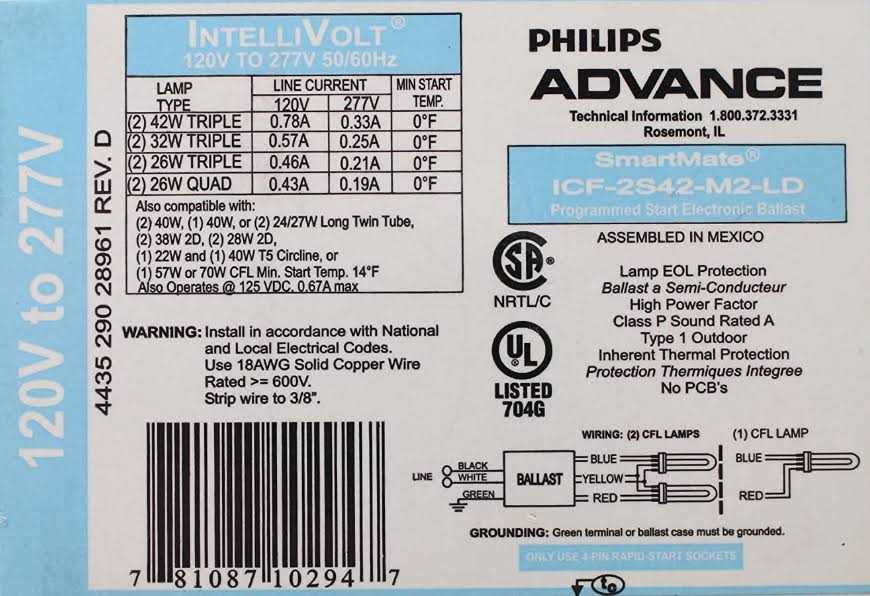 120V to 277V
4435 290 28961 REV. D
INTELLIVOLT®
120V TO 277V 50/60Hz
LAMP TYPE LINE CURRENT MIN START TEMP.
120V 277V
(2) 42W TRIPLE 0.78A 0.33A 0°F
(2) 32W TRIPLE 0.57A 0.25A 0°F
(2) 26W TRIPLE 0.46A 0.21A 0°F
(2) 26W QUAD 0.43A 0.19A 0°F
Also compatible with:
(2) 40W, (1) 40W, or (2) 24/27W Long Twin Tube,
(2) 38W 2D, (2) 28W 2D,
(1) 22W and (1) 40W T5 Circline, or
(1) 57W or 70W CFL Min. Start Temp. 14°F
Also Operates @ 125 VDC, 0.67A max
WARNING: Install in accordance with National
and Local Electrical Codes.
Use 18AWG Solid Copper Wire
Rated >= 600V.
Strip wire to 3/8".
7 81087 10294 7
PHILIPS
ADVANCE
Technical Information 1.800.372.3331
Rosemont, IL
SmartMate®
ICF-2S42-M2-LD
Programmed Start Electronic Ballast
SA®
NRTL/C
UL
LISTED
704G
ASSEMBLED IN MEXICO
Lamp EOL Protection
Ballast a Semi-Conducteur
High Power Factor
Class P Sound Rated A
Type 1 Outdoor
Inherent Thermal Protection
Protection Thermiques Integree
No PCB's
WIRING: (2) CFL LAMPS (1) CFL LAMP
LINE BLACK WHITE GREEN
BALLAST
BLUE YELLOW RED
BLUE RED
GROUNDING: Green terminal or ballast case must be grounded.
ONLY USE 4-PIN RAPID-START SOCKETS
to